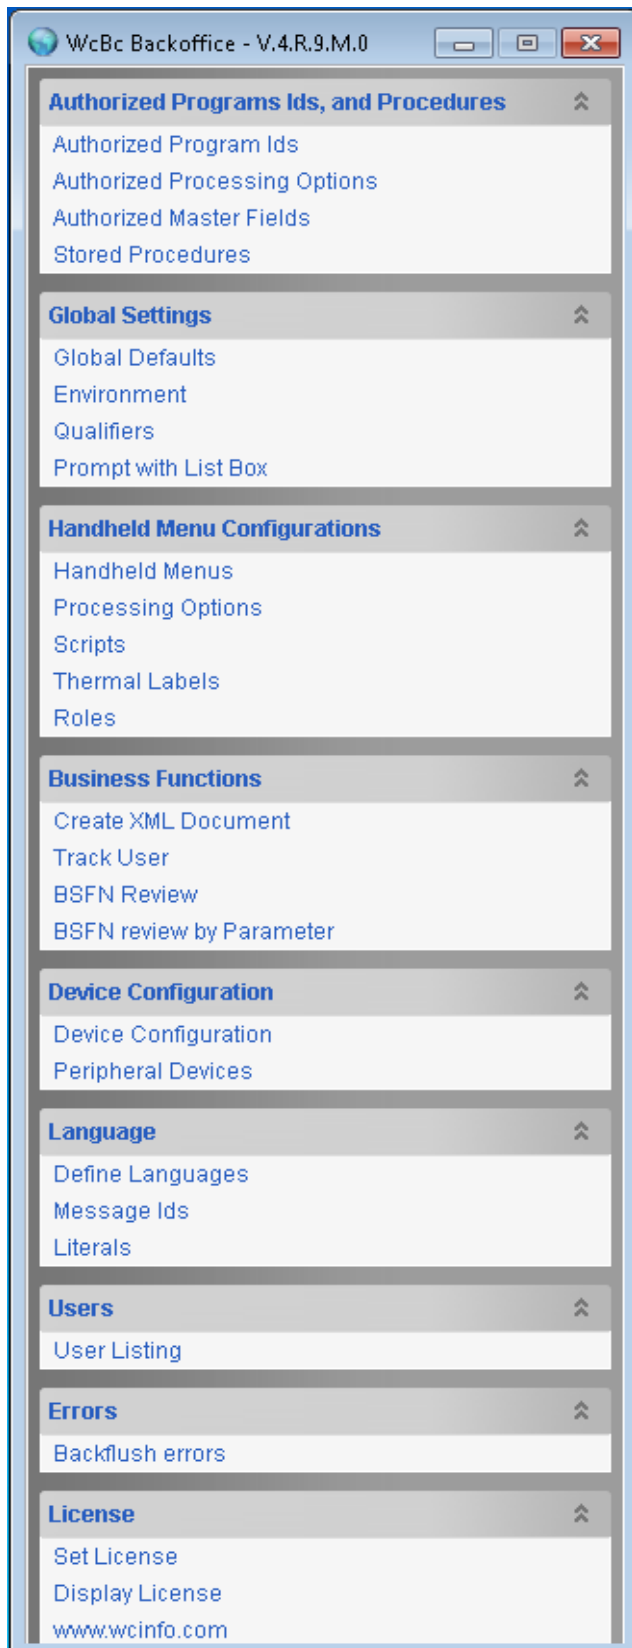 WcBc Backoffice - V.4.R.9.M.0
Authorized Programs Ids, and Procedures
Authorized Program Ids
Authorized Processing Options
Authorized Master Fields
Stored Procedures
Global Settings
Global Defaults
Environment
Qualifiers
Prompt with List Box
Handheld Menu Configurations
Handheld Menus
Processing Options
Scripts
Thermal Labels
Roles
Business Functions
Create XML Document
Track User
BSFN Review
BSFN review by Parameter
Device Configuration
Device Configuration
Peripheral Devices
Language
Define Languages
Message Ids
Literals
Users
User Listing
Errors
Backflush errors
License
Set License
Display License
www.wcinfo.com